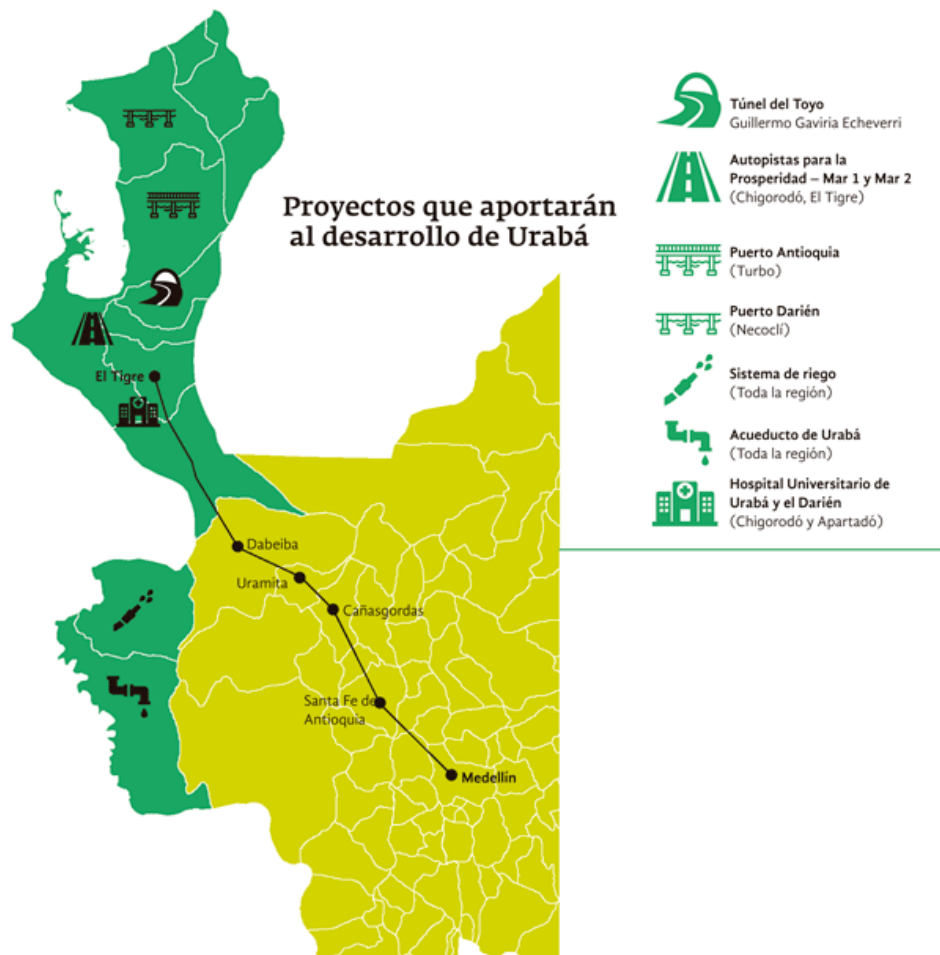 Proyectos que aportarán
al desarrollo de Urabá
El Tigre
Dabeiba
Uramita
Cañasgordas
Santa Fe de
Antioquia
Medellín
Túnel del Toyo
Guillermo Gaviria Echeverri
Autopistas para la
Prosperidad – Mar 1 y Mar 2
(Chigorodó, El Tigre)
Puerto Antioquia
(Turbo)
Puerto Darién
(Necoclí)
Sistema de riego
(Toda la región)
Acueducto de Urabá
(Toda la región)
Hospital Universitario de
Urabá y el Darién
(Chigorodó y Apartadó)